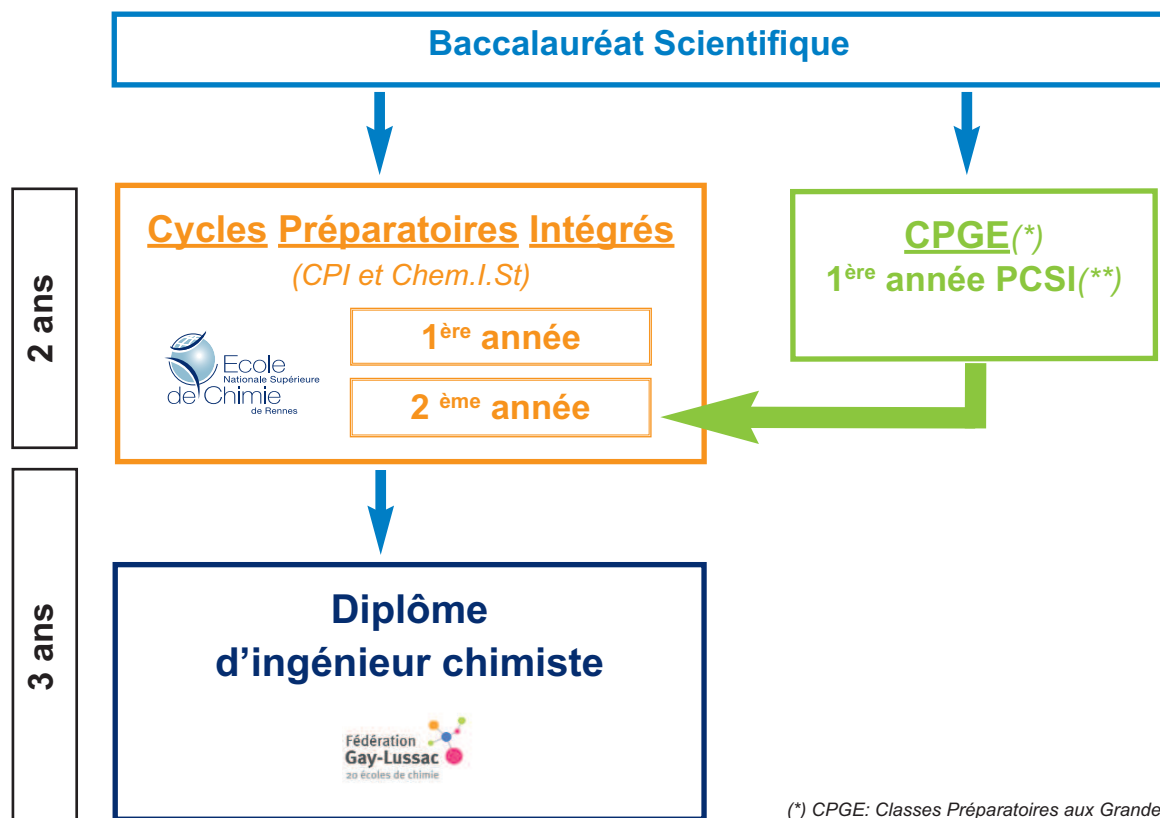 Baccalauréat Scientifique
2 ans
Cycles Préparatoires Intégrés
(CPI et Chem.I.St)
1ère année
2 ème année
Ecole
Nationale Supérieure
de Chimie
de Rennes
CPGE(*)
1ère année PCSI(**)
3 ans
Diplôme
d'ingénieur chimiste
Fédération
Gay-Lussac
20 écoles de chimie
(*) CPGE: Classes Préparatoires aux Grande